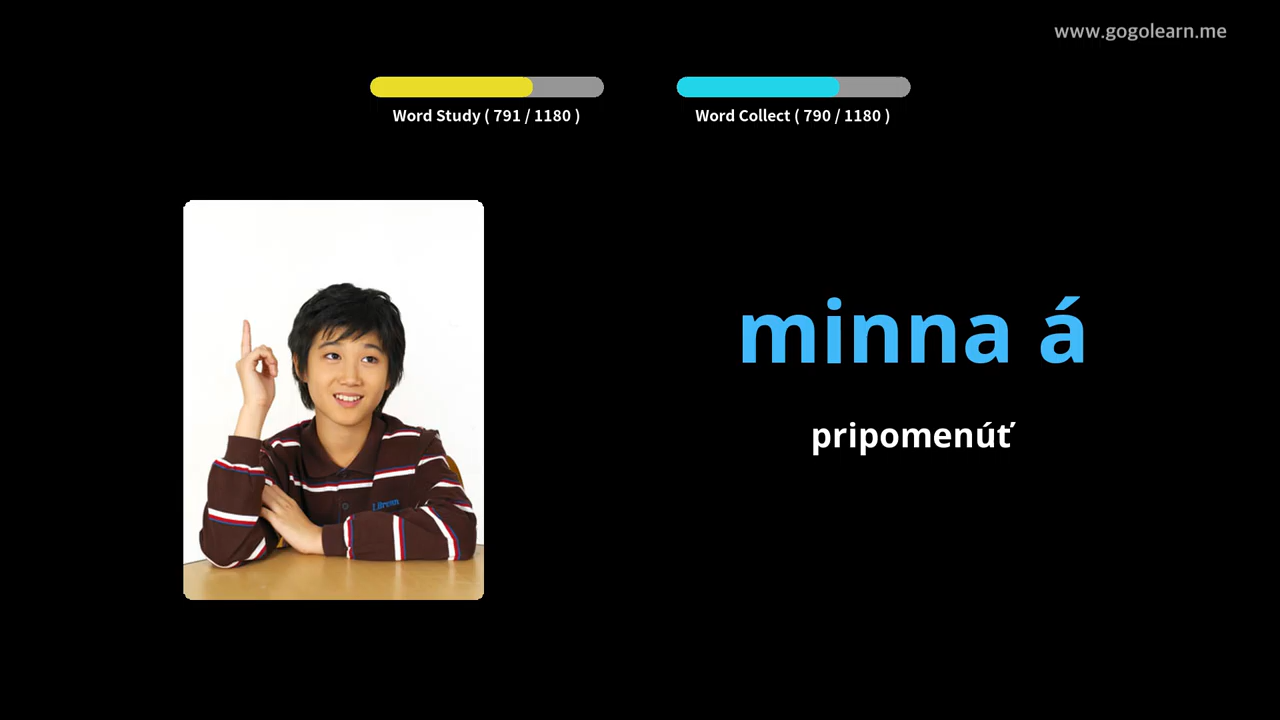 www.gogolearn.me
Word Study ( 791 / 1180 )
Word Collect ( 790 / 1180 )
minna á
pripomenúť